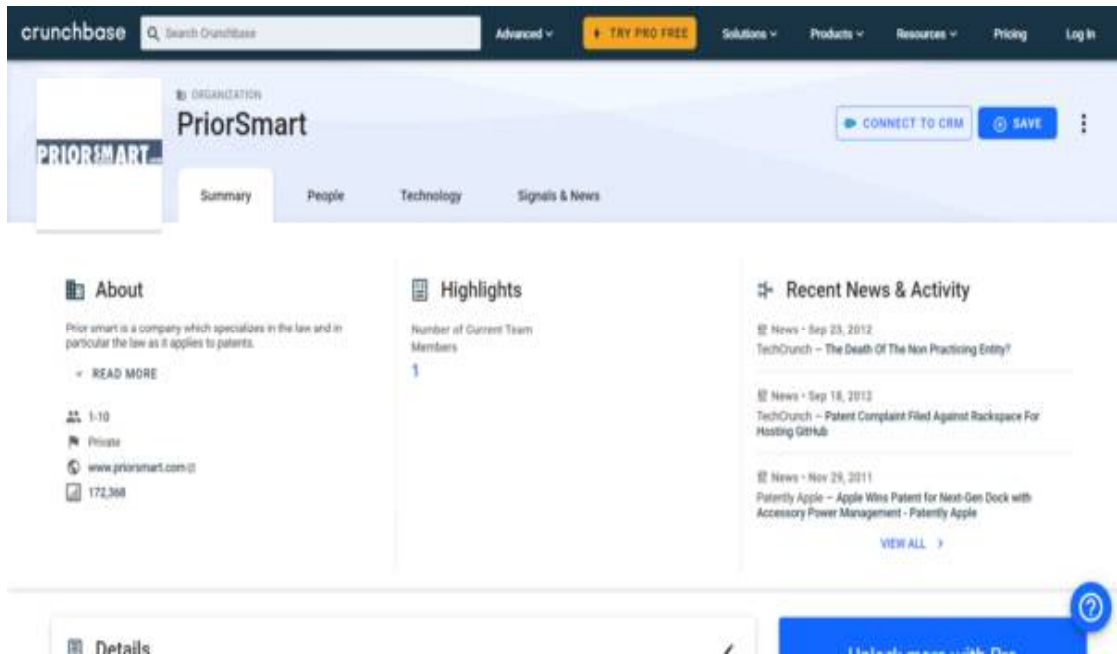 crunchbase
Search Crunchbase
Advanced
TRY PRO FREE
Solutions
Products
Resources
Pricing
Log In
ORGANIZATION
PriorSmart
PRIORSMART
CONNECT TO CRM
SAVE
Summary
People
Technology
Signals & News
About
Prior smart is a company which specializes in the law and in
particular the law as it applies to patents.
READ MORE
1-10
Private
www.priorsmart.com
172,368
Highlights
Number of Current Team
Members
1
Recent News & Activity
News • Sep 23, 2012
TechCrunch — The Death Of The Non Practicing Entity?
News • Sep 18, 2012
TechCrunch — Patent Complaint Filed Against Rackspace For
Hosting GitHub
News • Nov 29, 2011
Patently Apple — Apple Wins Patent for Next-Gen Dock with
Accessory Power Management - Patently Apple
VIEW ALL
Details
Unlock more with Pro